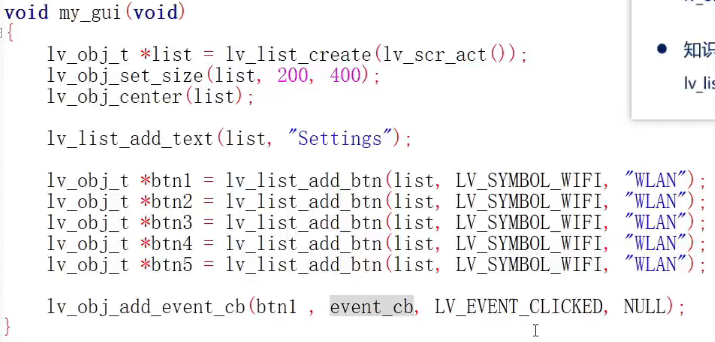 void my_gui(void)
{
    lv_obj_t *list = lv_list_create(lv_scr_act());
    lv_obj_set_size(list, 200, 400);
    lv_obj_center(list);
    lv_list_add_text(list, "Settings");
    lv_obj_t *btn1 = lv_list_add_btn(list, LV_SYMBOL_WIFI, "WLAN");
    lv_obj_t *btn2 = lv_list_add_btn(list, LV_SYMBOL_WIFI, "WLAN");
    lv_obj_t *btn3 = lv_list_add_btn(list, LV_SYMBOL_WIFI, "WLAN");
    lv_obj_t *btn4 = lv_list_add_btn(list, LV_SYMBOL_WIFI, "WLAN");
    lv_obj_t *btn5 = lv_list_add_btn(list, LV_SYMBOL_WIFI, "WLAN");
    lv_obj_add_event_cb(btn1 , event_cb, LV_EVENT_CLICKED, NULL);
}
知识
lv_lis